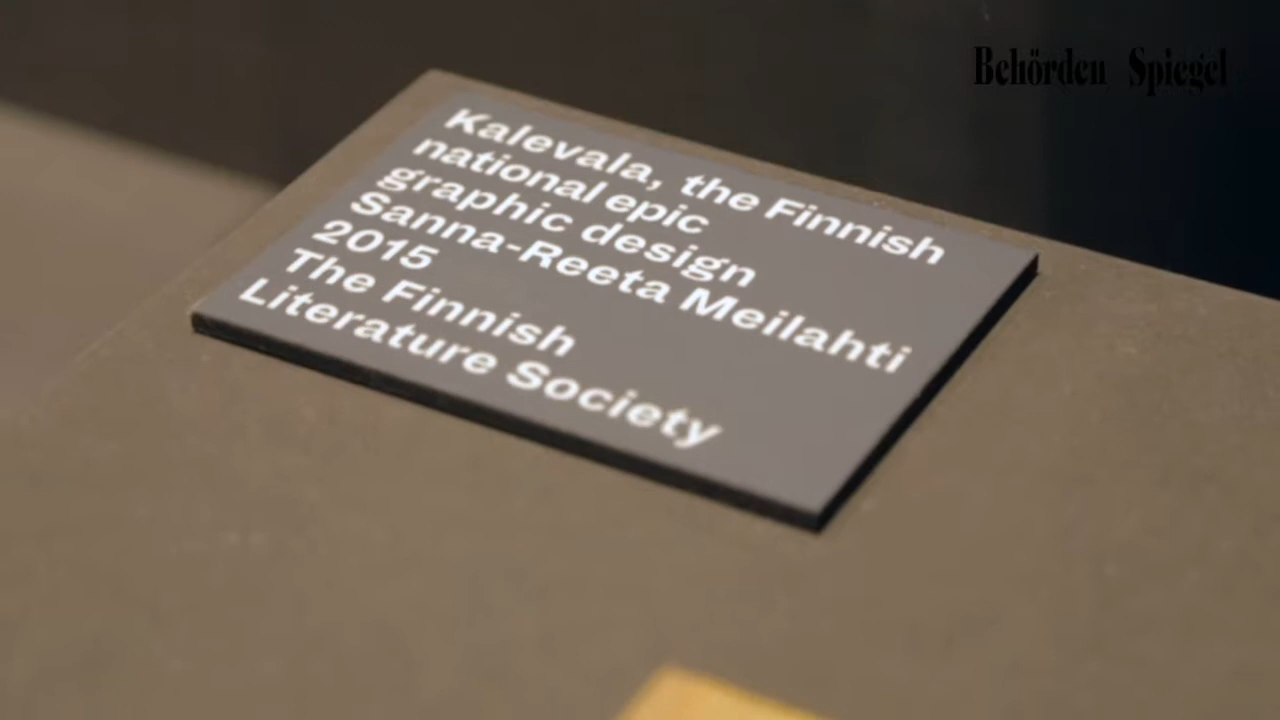 Behörden Spiegel
Kalevala, the Finnish
national epic
graphic design
Sanna-Reeta Meilahti
2015
The Finnish
Literature Society